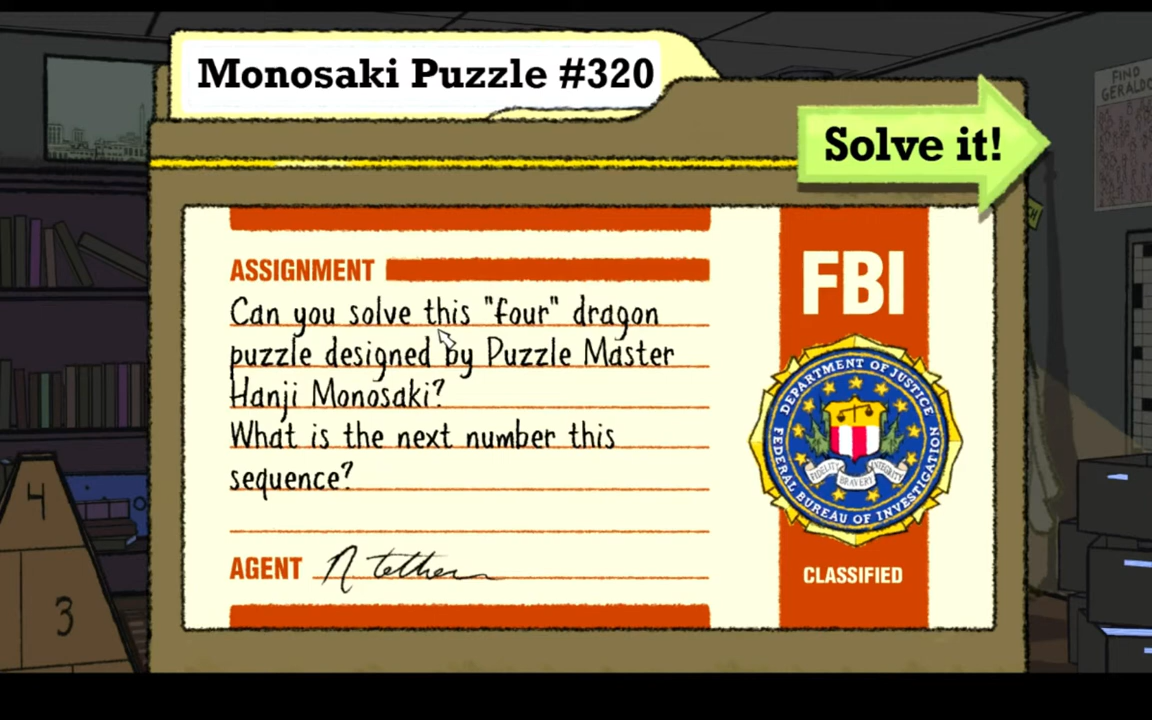 Monosaki Puzzle #320
FIND
GERALDO
Solve it!
ASSIGNMENT
Can you solve this "four" dragon
puzzle designed by Puzzle Master
Hanji Monosaki?
What is the next number this
sequence?
AGENT N tethers
FBI
DEPARTMENT OF JUSTICE
FEDERAL BUREAU OF INVESTIGATION
FIDELITY BRAVERY INTEGRITY
CLASSIFIED
4
3